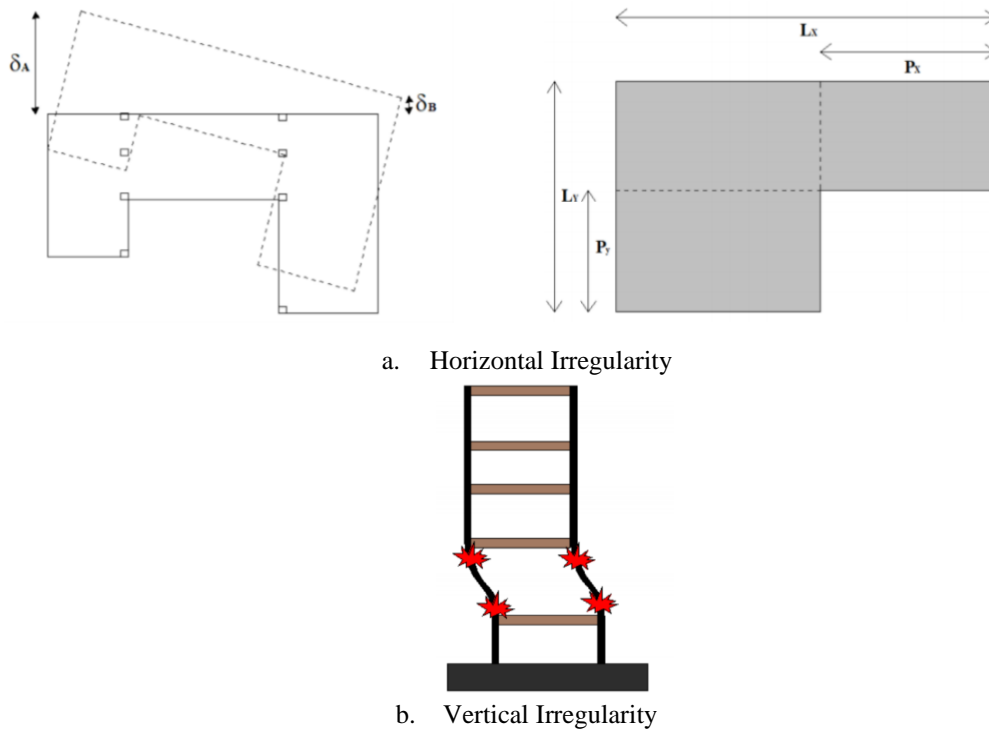 δA
δB
LX
PX
LY
Py
a. Horizontal Irregularity
b. Vertical Irregularity